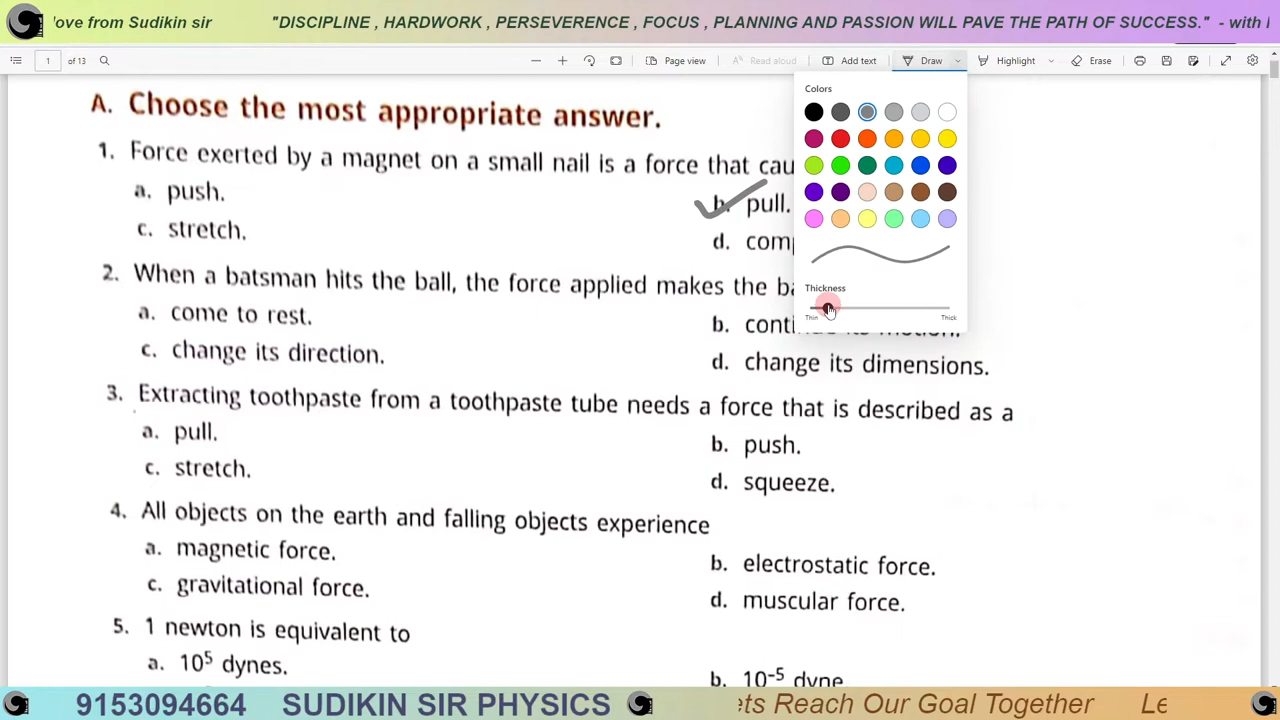 love from Sudikin sir "DISCIPLINE , HARDWORK , PERSEVERENCE , FOCUS , PLANNING AND PASSION WILL PAVE THE PATH OF SUCCESS." - with l
1 of 13 Page view Read aloud Add text Draw Highlight Erase
Colors
A. Choose the most appropriate answer.
1. Force exerted by a magnet on a small nail is a force that cau
a. push.
b. pull.
c. stretch.
d. comp
2. When a batsman hits the ball, the force applied makes the ba
Thickness
Thin Thick
a. come to rest.
b. continue its motion.
c. change its direction.
d. change its dimensions.
3. Extracting toothpaste from a toothpaste tube needs a force that is described as a
a. pull.
b. push.
c. stretch.
d. squeeze.
4. All objects on the earth and falling objects experience
a. magnetic force.
b. electrostatic force.
c. gravitational force.
d. muscular force.
5. 1 newton is equivalent to
a. 10⁵ dynes.
b. 10⁻⁵ dyne
9153094664 SUDIKIN SIR PHYSICS ets Reach Our Goal Together Le